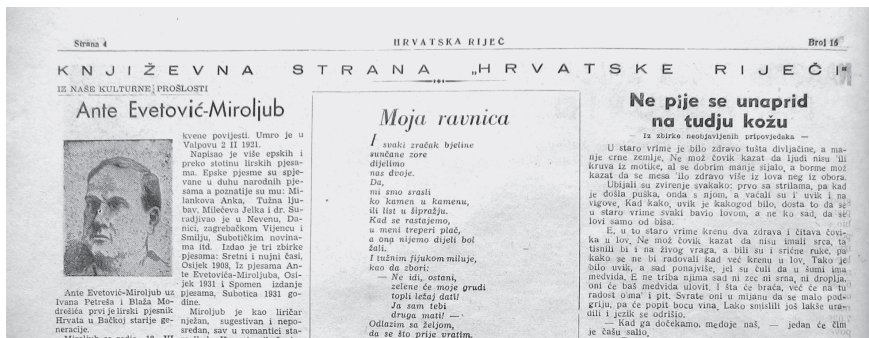 Strana 4
HRVATSKA RIJEČ
Broj 16
KNJIŽEVNA STRANA „HRVATSKE RIJEČI"
IZ NAŠE KULTURNE PROŠLOSTI
Ante Evetović-Miroljub
Ante Evetović-Miroljub uz
Ivana Petreša i Blaža Mo-
drešića prvi je lirski pjesnik
Hrvata u Bačkoj starije ge-
neracije.
kvene povijesti. Umro je u
Valpovu 2 II 1921.
Napisao je više epskih i
preko stotinu lirskih pjesa-
ma. Epske pjesme su spje-
vane u duhu narodnih pje-
sama a poznatije su mu: Mi-
lankova Anka, Tužna lju-
bav, Milečeva Jelka i dr. Su-
radjivao je u Nevenu, Da-
nici, zagrebačkom Vijencu i
Smilju, Subotičkim novina-
ma itd. Izdao je tri zbirke
pjesama: Sretni i nujni časi,
Osijek 1908, Iz pjesama An-
te Evetovića-Miroljuba, Osi-
jek 1931 i Spomen izdanje
pjesama, Subotica 1931 go-
dine.
Miroljub je kao liričar
nježan, sugestivan i nepo-
sredan, sav u romantici sta-
Moja ravnica
I svaki zračak bjeline
sunčane zore
dijelimo
nas dvoje.
Da,
mi smo srasli
ko kamen u kamenu,
ili list u šipražju.
Kad se rastajemo,
u meni treperi plač,
a ona nijemo dijeli bol
žali.
I tužnim fijukom miluje,
kao da zbori:
— Ne idi, ostani,
zelene će moje grudi
topli ležaj dati!
Ja sam tebi
druga mati! —
Odlazim sa željom,
da se što prije vratim,
Ne pije se unaprid
na tudju kožu
— Iz zbirke neobjavljenih pripovjedaka —
U staro vrime je bilo zdravo tušta divljačine, a ma-
nje crne zemlje. Ne mož čovik kazat da ljudi nisu ili
kruva iz motike, al se dobrim manje sijalo, a borme mož
kazat da se mesa ilo zdravo više iz lova neg iz obora.
Ubijali su zvirenje svakako: prvo sa strilama, pa kad
je došla puška, onda s njom, a vaćali su i uvik i na
vigove, Kad kako, uvik je kakogod bilo, dosta to da se
u staro vrime svaki bavio lovom, a ne ko sad, da se
lovi samo od bisa.
E, u to staro vrime krenu dva zdrava i čitava čovi-
ka u lov. Ne mož čovik kazat da nisu imali srca, ta
tisnili bi i na živog vraga, a bili su i srićne ruke, pa
kako se ne bi radovali kad već krenu u lov. Tako je
bilo uvik, a sad ponajviše, jel su čuli da u šumi ima
medvida. E ne triba njima sad ni zec ni srna, ni droplja,
oni će baš medvida ulovit. I šta će braća, već će na tu
radost o'ma' i pit. Svrate oni u mijanu da se malo pod-
griju, pa će popit bocu vina. Lako smislili još lakše ura-
dili i jezik se odrišio.
— Kad ga dočekamo, medoje naš, — jedan će čim
je čašu salio,